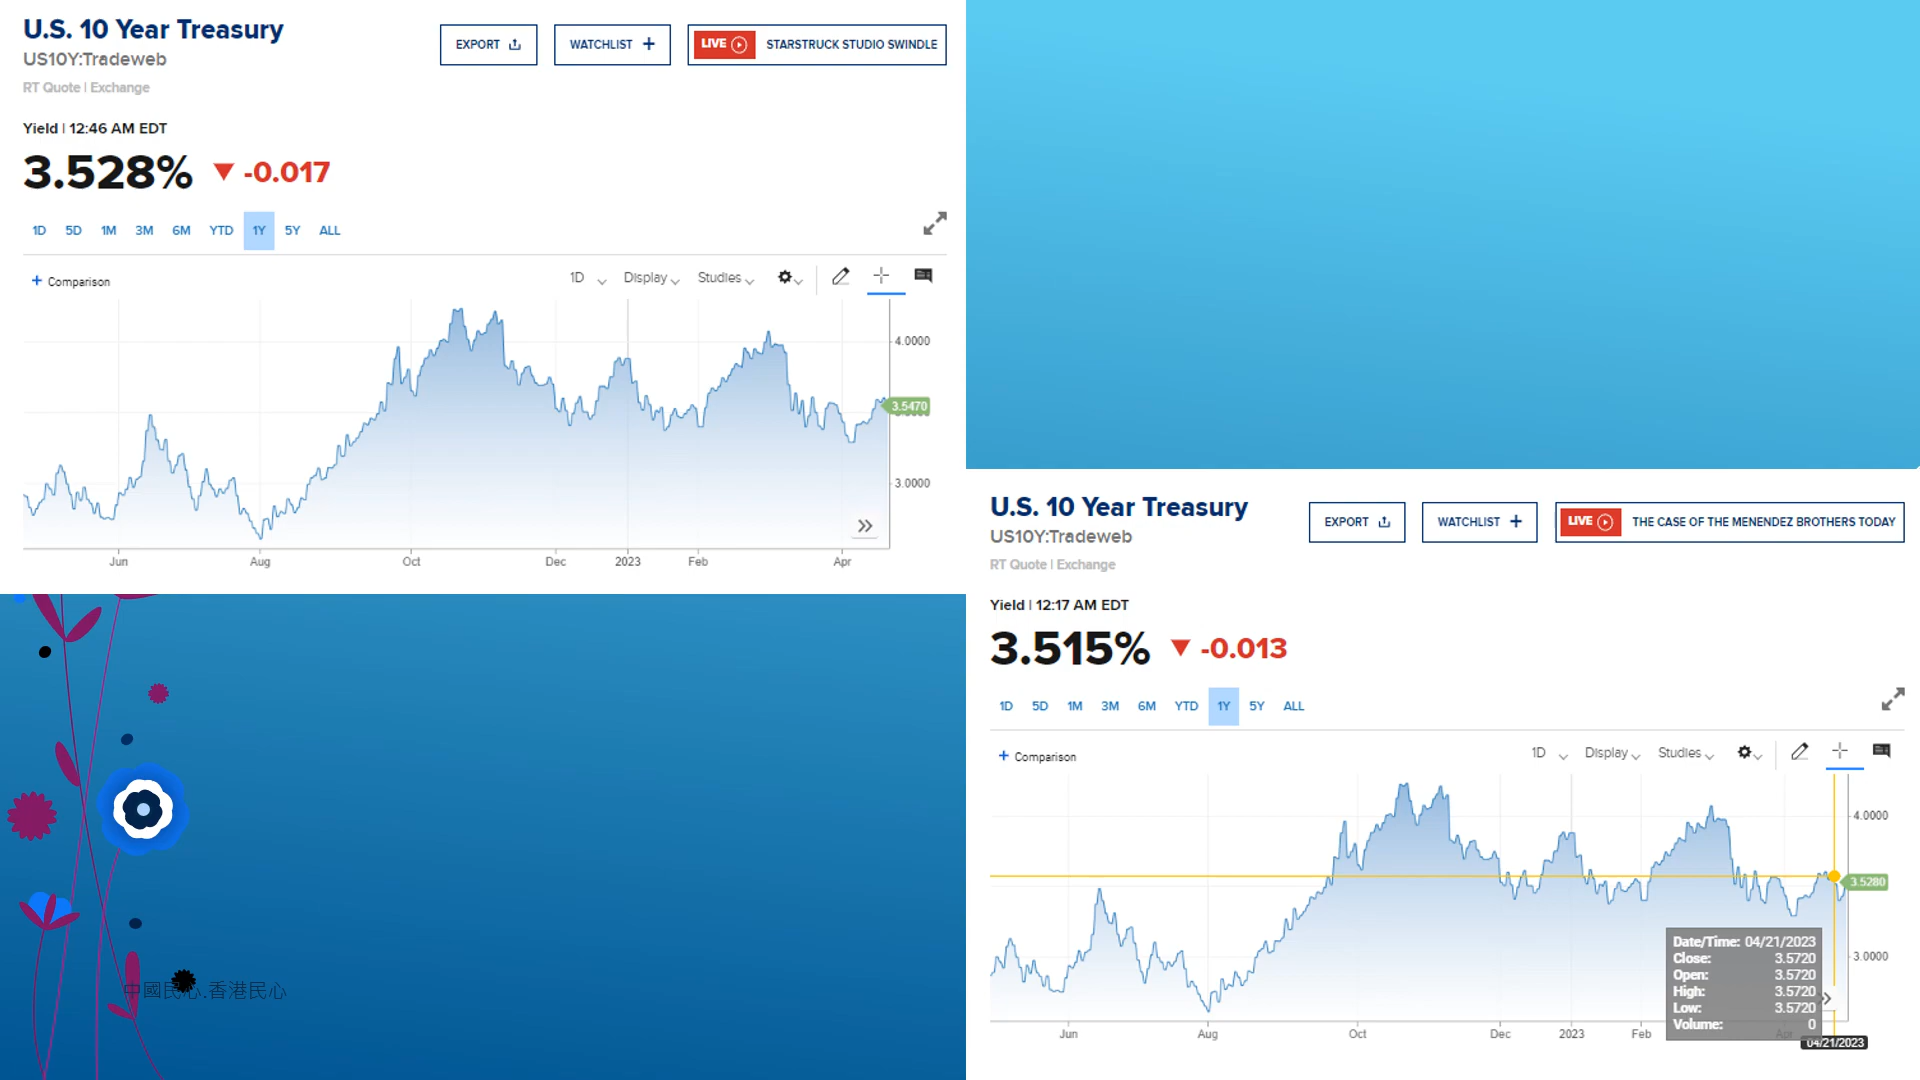 U.S. 10 Year Treasury
US10Y:Tradeweb
RT Quote | Exchange
EXPORT
WATCHLIST +
LIVE STARSTRUCK STUDIO SWINDLE
Yield | 12:46 AM EDT
3.528% ▼ -0.017
1D 5D 1M 3M 6M YTD 1Y 5Y ALL
+ Comparison
1D Display Studies
4.0000
3.5470
3.0000
Jun Aug Oct Dec 2023 Feb Apr
U.S. 10 Year Treasury
US10Y:Tradeweb
RT Quote | Exchange
EXPORT
WATCHLIST +
LIVE THE CASE OF THE MENENDEZ BROTHERS TODAY
Yield | 12:17 AM EDT
3.515% ▼ -0.013
1D 5D 1M 3M 6M YTD 1Y 5Y ALL
+ Comparison
1D Display Studies
4.0000
3.5280
3.0000
Date/Time: 04/21/2023
Close: 3.5720
Open: 3.5720
High: 3.5720
Low: 3.5720
Volume: 0
Jun Aug Oct Dec 2023 Feb Apr
04/21/2023
中國民心.香港民心